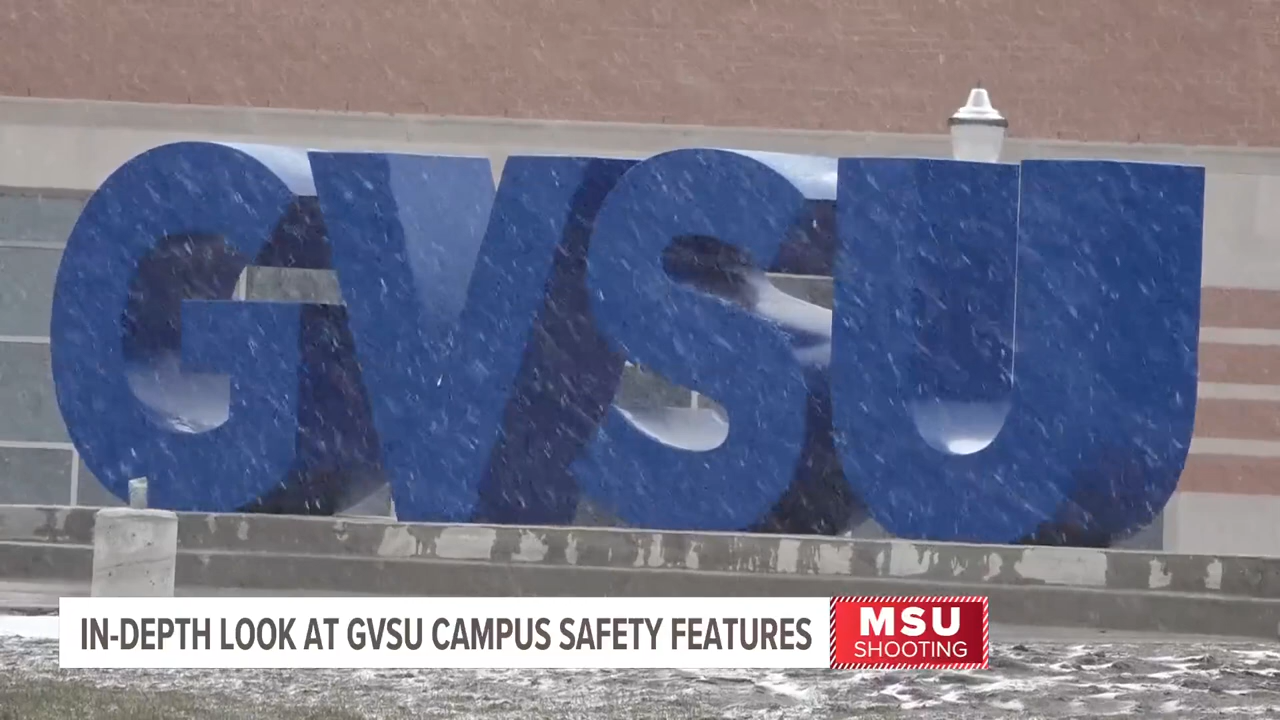 GVSU
IN-DEPTH LOOK AT GVSU CAMPUS SAFETY FEATURES
MSU
SHOOTING